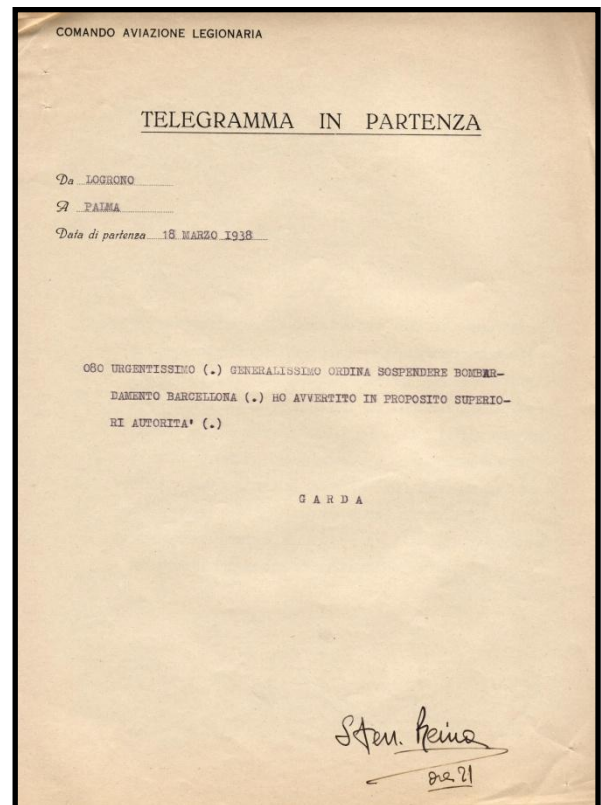 COMANDO AVIAZIONE LEGIONARIA
TELEGRAMMA IN PARTENZA
Da LOGRONO
A PALMA
Data di partenza 18 MARZO 1938
080 URGENTISSIMO (.) GENERALISSIMO ORDINA SOSPENDERE BOMBAR-
DAMENTO BARCELLONA (.) HO AVVERTITO IN PROPOSITO SUPERIO-
RI AUTORITA' (.)
G A R D A
Sten. Reina
ore 21